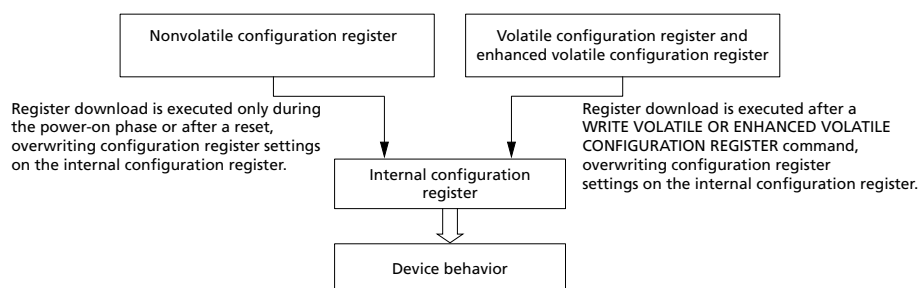 Nonvolatile configuration register
Volatile configuration register and
enhanced volatile configuration register
Register download is executed only during
the power-on phase or after a reset,
overwriting configuration register settings
on the internal configuration register.
Register download is executed after a
WRITE VOLATILE OR ENHANCED VOLATILE
CONFIGURATION REGISTER command,
overwriting configuration register
settings on the internal configuration register.
Internal configuration
register
Device behavior